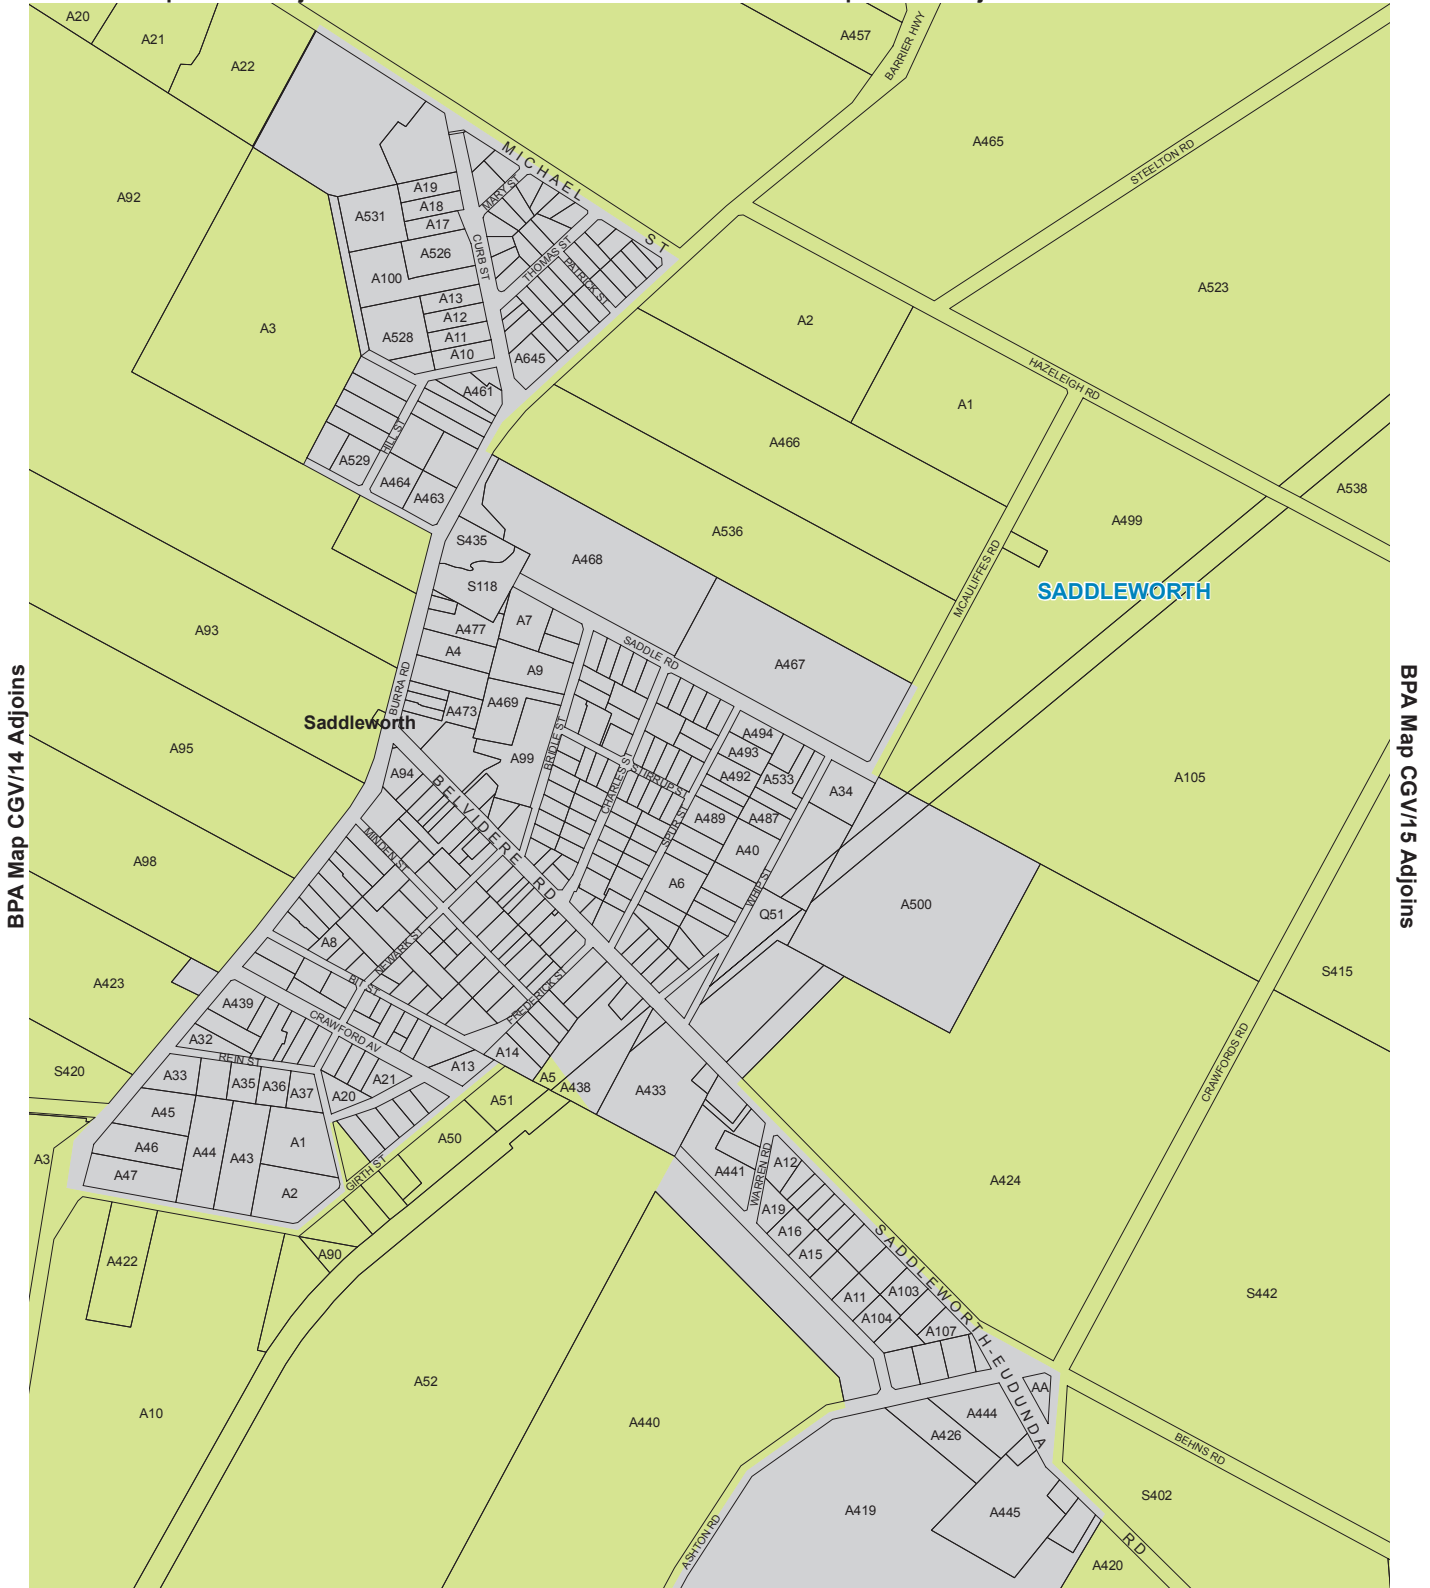 A20
A21
A22
A457
BARRIER HWY
A465
STEELTON RD
MICHAEL ST
A92
A19
A18
A17
A531
MARY ST
CURB ST
THOMAS ST
PATRICK ST
A526
A100
A13
A12
A11
A10
A528
A645
A3
A2
A523
HAZELEIGH RD
A1
A461
HILL ST
A529
A464
A463
A466
A538
A499
A536
MCAULIFFES RD
S435
A468
S118
SADDLEWORTH
A7
A477
A4
A9
A93
SADDLE RD
A467
BURRA RD
A473
A469
BPA Map CGV/14 Adjoins
BPA Map CGV/15 Adjoins
Saddleworth
A95
A99
BRIDLE ST
A94
BELVIDERE RD
CHARLES ST
STIRRUP ST
SPUR ST
A494
A493
A492
A533
A489
A487
A34
A105
A40
A6
WHIP ST
Q51
A500
MINDEN ST
A98
A8
NEWARK ST
BIT ST
FREDERICK ST
A423
A439
CRAWFORD AV
A32
REIN ST
S415
S420
A33
A35
A36
A37
A20
A21
A13
A14
A5
A438
A433
CRAWFORDS RD
A51
A50
A45
A46
A47
A44
A43
A1
A2
A3
GIRTH ST
A441
WARREN RD
A12
A19
A16
A15
A424
A422
A90
SADDLEWORTH-EUDUNDA RD
A11
A103
A104
A107
S442
A52
A10
A440
AA
A444
A426
BEHNS RD
A419
A445
S402
ASHTON RD
A420